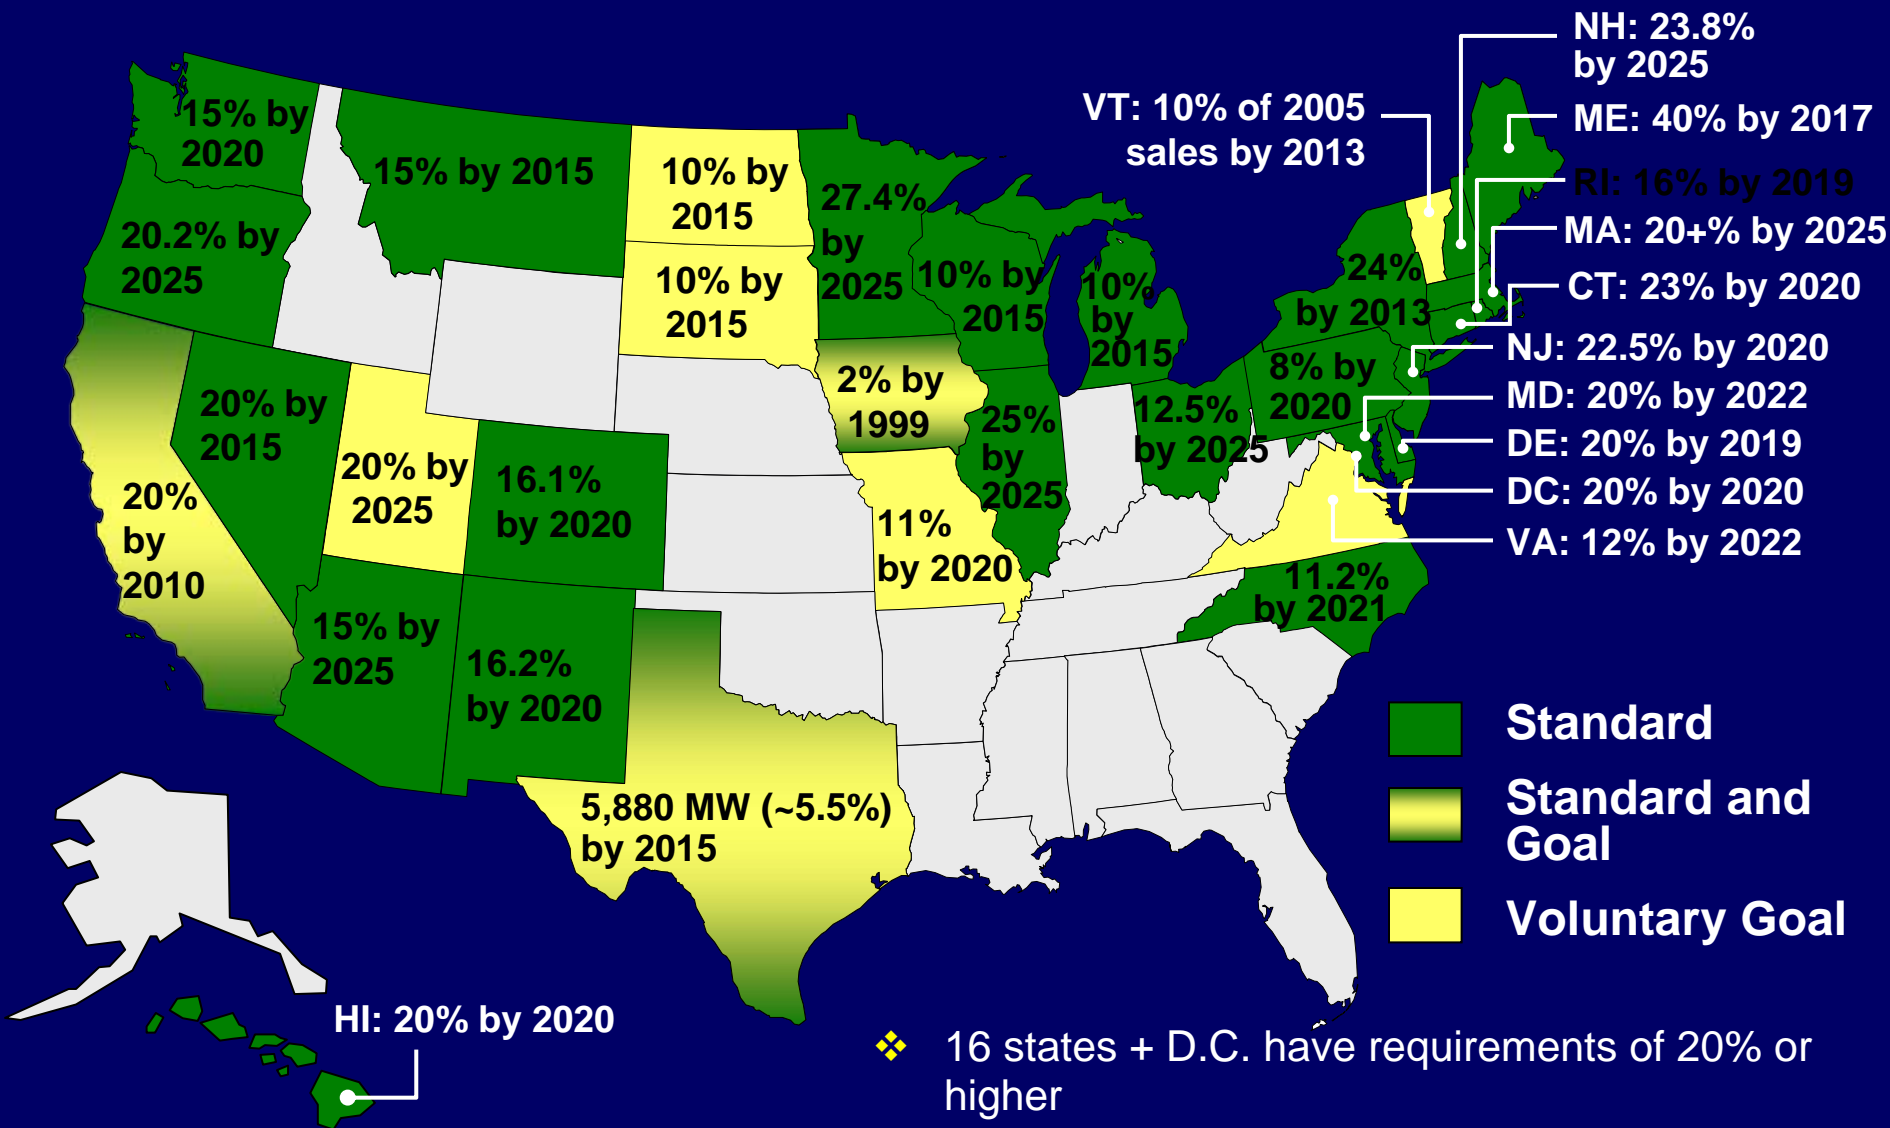 NH: 23.8%
by 2025
VT: 10% of 2005
sales by 2013
ME: 40% by 2017
RI: 16% by 2019
MA: 20+% by 2025
CT: 23% by 2020
NJ: 22.5% by 2020
MD: 20% by 2022
DE: 20% by 2019
DC: 20% by 2020
VA: 12% by 2022
15% by
2020
15% by 2015
10% by
2015
27.4%
by
2025
20.2% by
2025
10% by
2015
10% by
2015
10%
by
2015
24%
by 2013
20% by
2015
2% by
1999
25%
by
2025
12.5%
by 2025
8% by
2020
20%
by
2010
20% by
2025
16.1%
by 2020
11%
by 2020
11.2%
by 2021
15% by
2025
16.2%
by 2020
5,880 MW (~5.5%)
by 2015
HI: 20% by 2020
Standard
Standard and
Goal
Voluntary Goal
16 states + D.C. have requirements of 20% or
higher